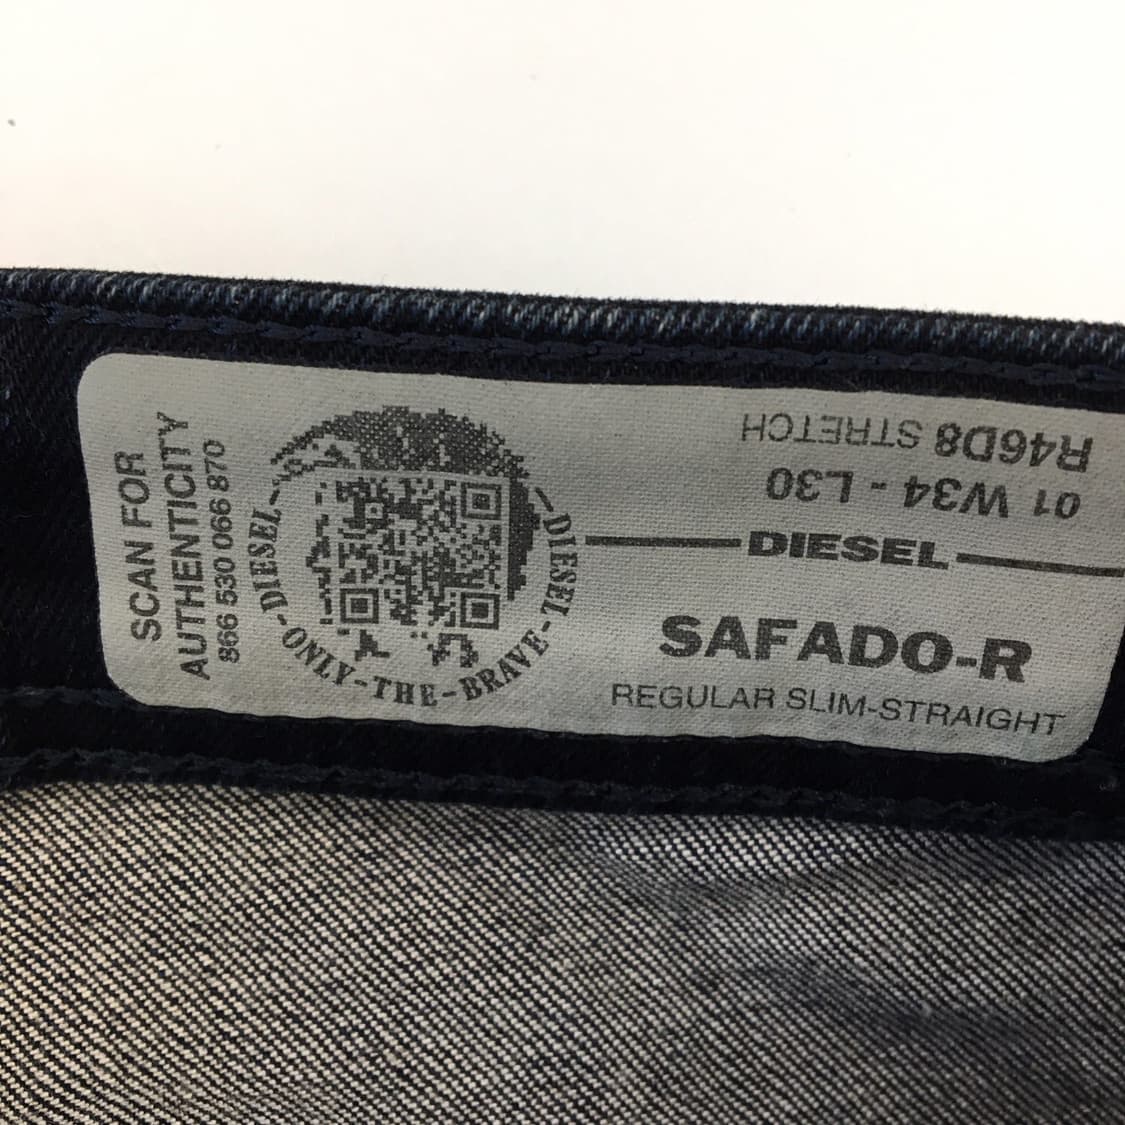 SCAN FOR
AUTHENTICITY
866 530 066 870
DIESEL - ONLY - THE - BRAVE - DIESEL
01 W34 - L30
R46D8 STRETCH
DIESEL
SAFADO-R
REGULAR SLIM-STRAIGHT